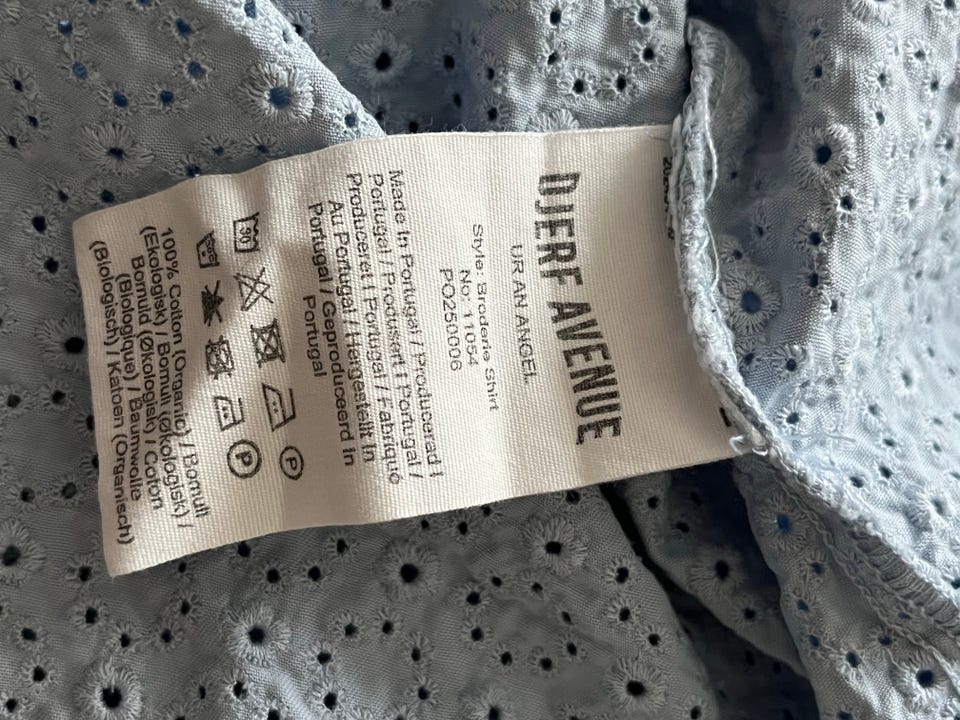 DJERF AVENUE
UR AN ANGEL
Style: Broderie Shirt
No: 11054
PO250006
Made In Portugal / Producerad I
Portugal / Produsert I Portugal /
Produceret I Portugal / Fabrique
Au Portugal / Hergestellt In
Portugal / Geproduceerd In
Portugal
30
P
P
100% Cotton (Organic) / Bomull
(Ekologisk) / Bomull (Økologisk) /
Bomuld (Økologisk) / Coton
(Biologique) / Baumwolle
(Biologisch) / Katoen (Organisch)